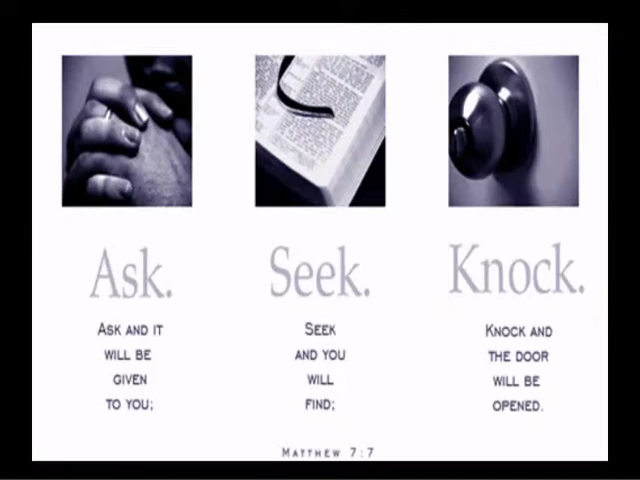 Ask.
ASK AND IT
WILL BE
GIVEN
TO YOU;
Seek.
SEEK
AND YOU
WILL
FIND;
Knock.
KNOCK AND
THE DOOR
WILL BE
OPENED.
MATTHEW 7:7